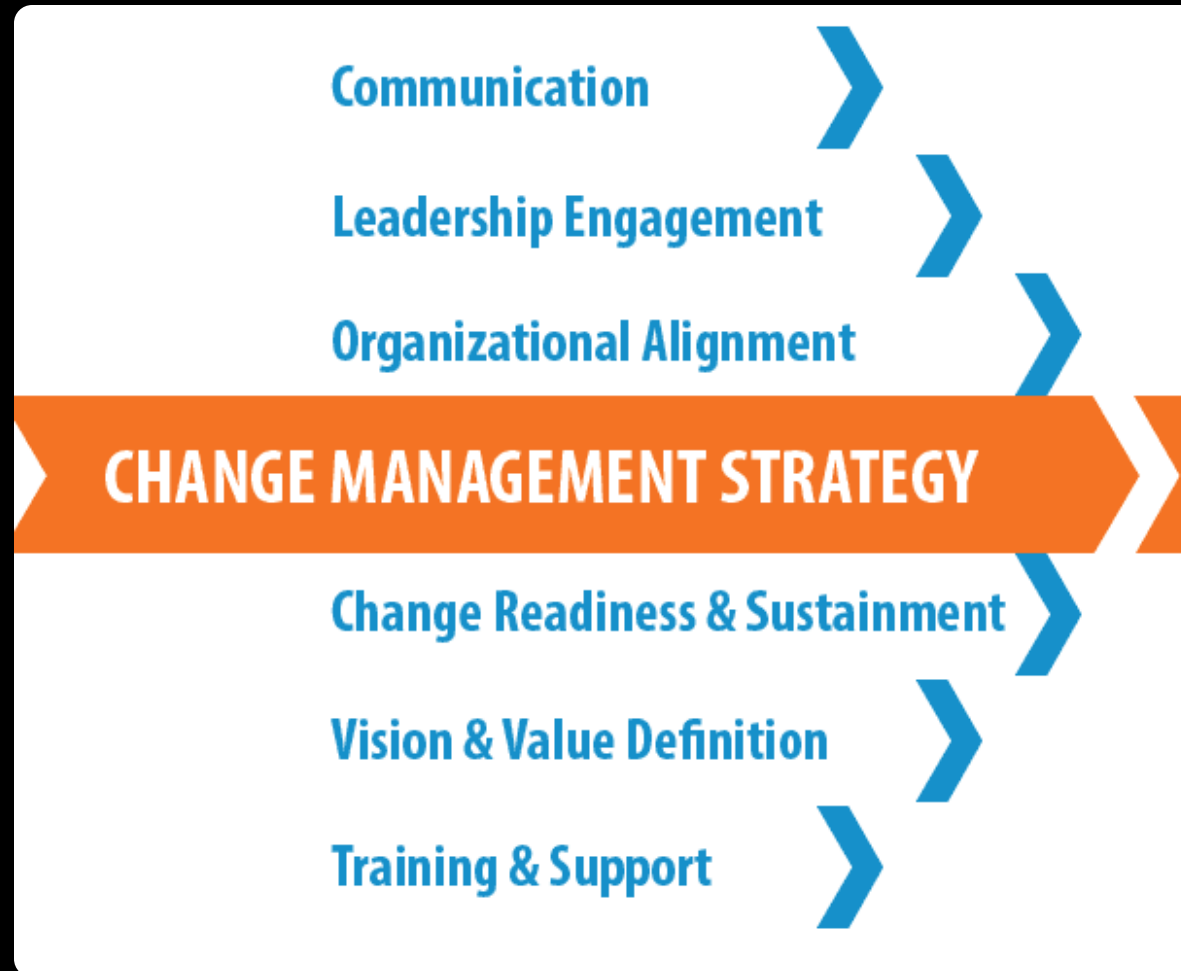 Communication
Leadership Engagement
Organizational Alignment
CHANGE MANAGEMENT STRATEGY
Change Readiness & Sustainment
Vision & Value Definition
Training & Support